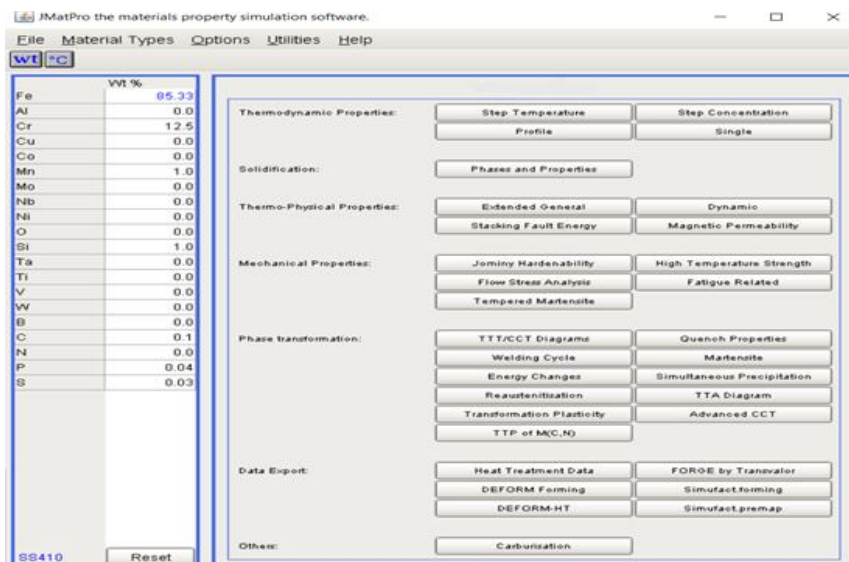 JMatPro the materials property simulation software.
File Material Types Options Utilities Help
wt °C
Wt %
Fe 85.33
Al 0.0
Cr 12.5
Cu 0.0
Co 0.0
Mn 1.0
Mo 0.0
Nb 0.0
Ni 0.0
O 0.0
Si 1.0
Ta 0.0
Ti 0.0
V 0.0
W 0.0
B 0.0
C 0.1
N 0.0
P 0.04
S 0.03
SS410 Reset
Thermodynamic Properties: Step Temperature Step Concentration
Profile Single
Solidification: Phases and Properties
Thermo-Physical Properties: Extended General Dynamic
Stacking Fault Energy Magnetic Permeability
Mechanical Properties: Jominy Hardenability High Temperature Strength
Flow Stress Analysis Fatigue Related
Tempered Martensite
Phase transformation: TTT/CCT Diagrams Quench Properties
Welding Cycle Martensite
Energy Changes Simultaneous Precipitation
Reaustenitisation TTA Diagram
Transformation Plasticity Advanced CCT
TTP of M(C,N)
Data Export: Heat Treatment Data FORGE by Transvalor
DEFORM Forming Simufact.forming
DEFORM-HT Simufact.premap
Others: Carburisation